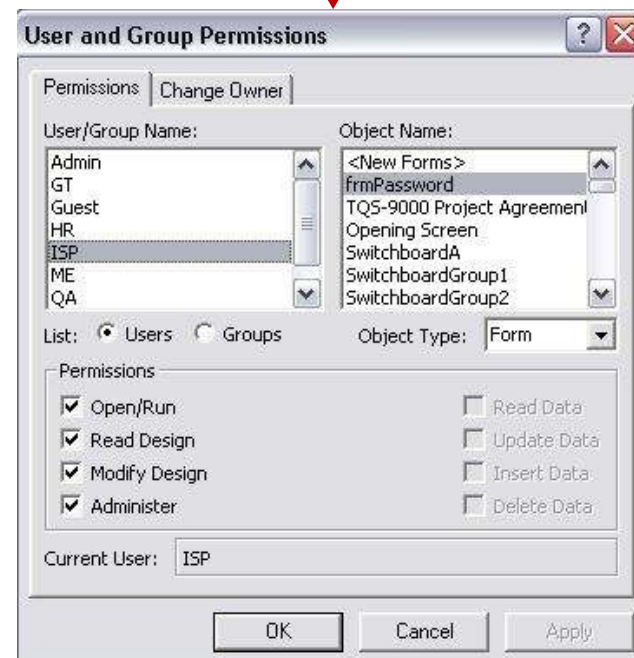 User and Group Permissions
Permissions Change Owner
User/Group Name: Object Name:
Admin <New Forms>
GT frmPassword
Guest TQS-9000 Project Agreement
HR Opening Screen
ISP SwitchboardA
ME SwitchboardGroup1
QA SwitchboardGroup2
List: Users Groups Object Type: Form
Permissions
Open/Run Read Data
Read Design Update Data
Modify Design Insert Data
Administer Delete Data
Current User: ISP
OK Cancel Apply